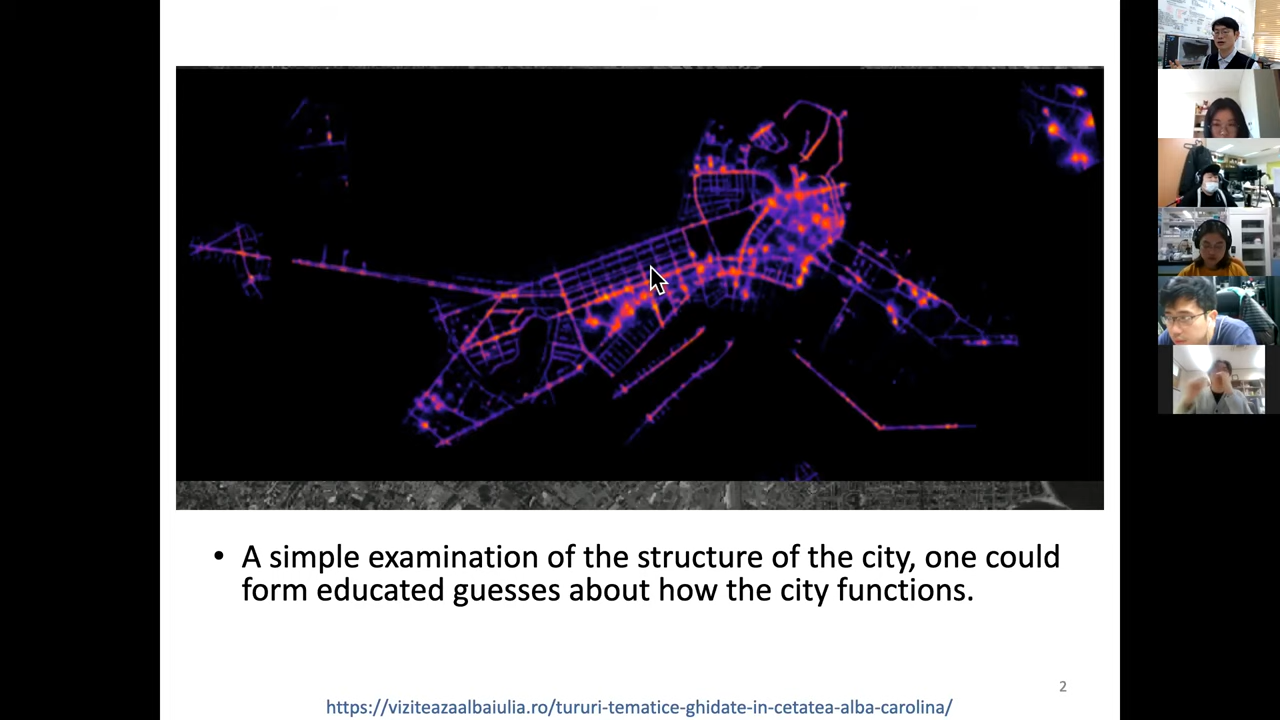 • A simple examination of the structure of the city, one could
form educated guesses about how the city functions.
2
https://viziteazaalbaiulia.ro/tururi-tematice-ghidate-in-cetatea-alba-carolina/